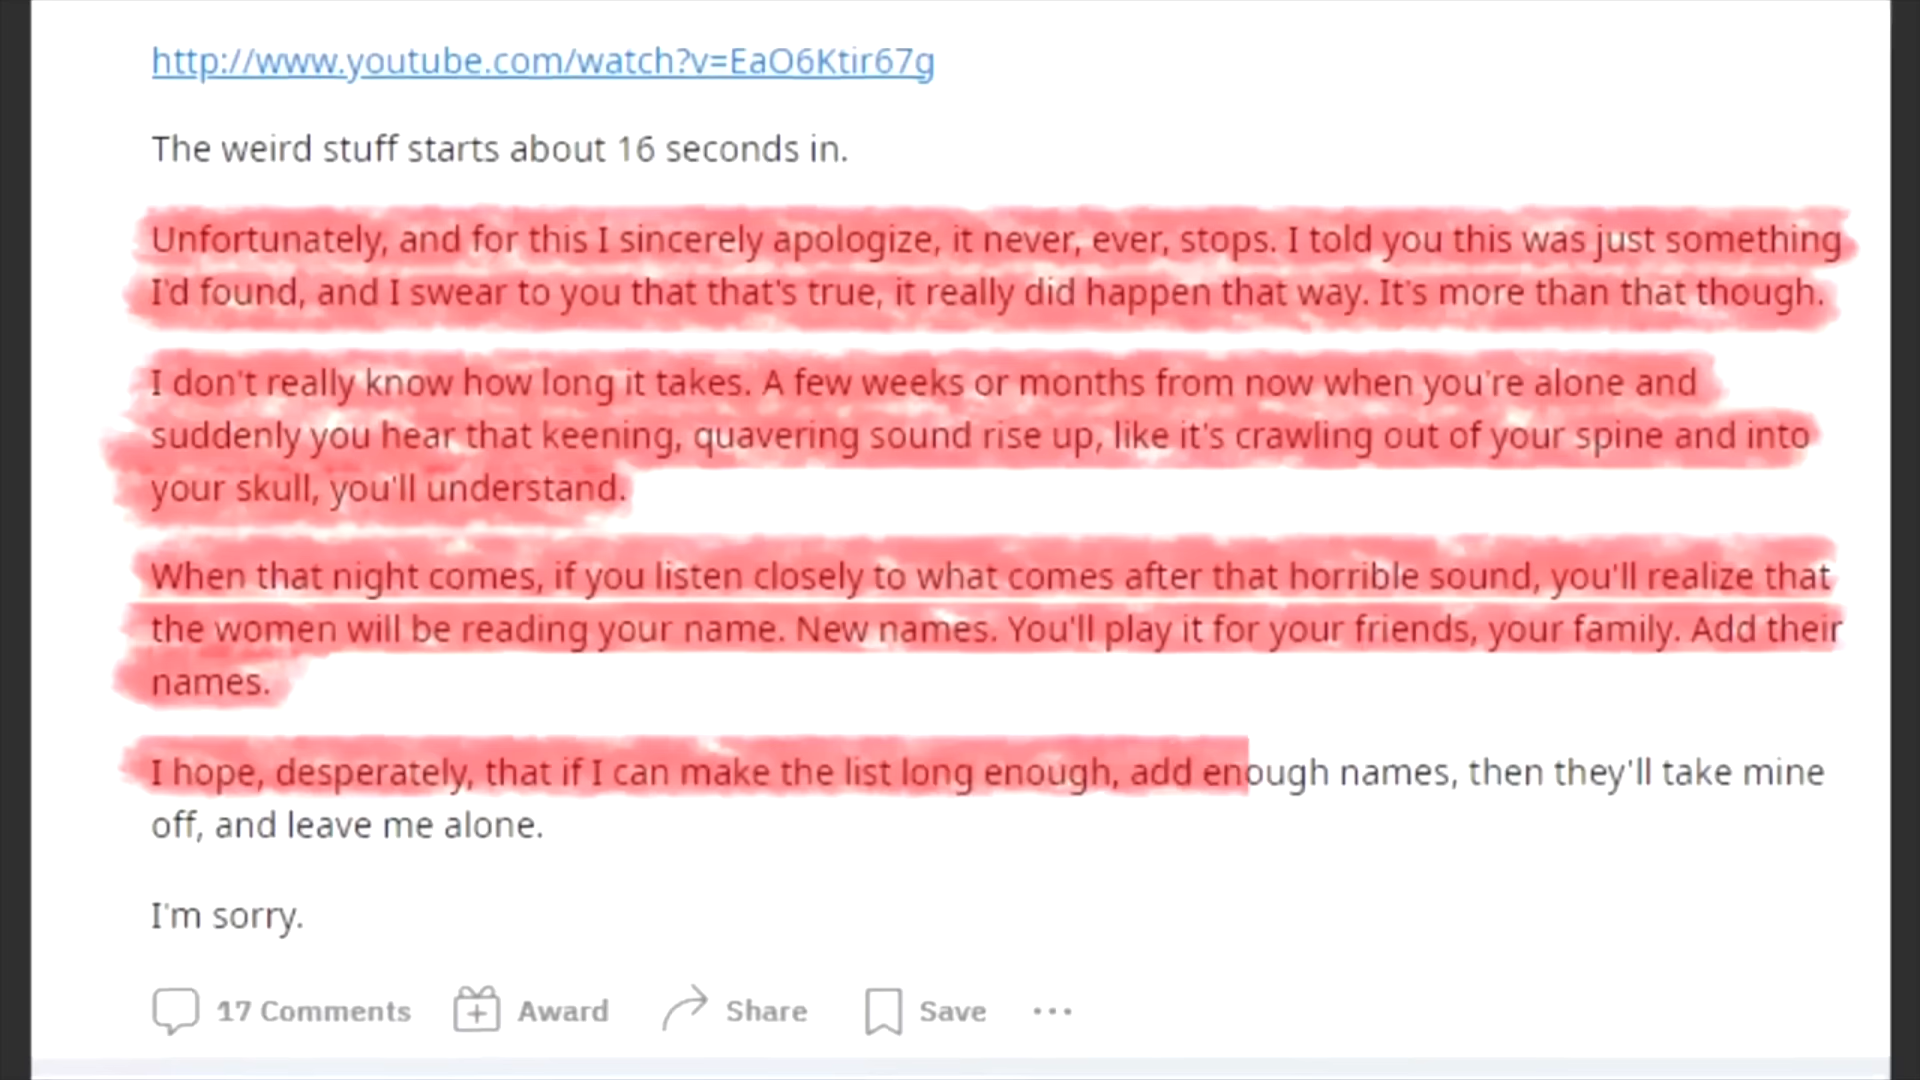 http://www.youtube.com/watch?v=EaO6Ktir67g
The weird stuff starts about 16 seconds in.
Unfortunately, and for this I sincerely apologize, it never, ever, stops. I told you this was just something
I'd found, and I swear to you that that's true, it really did happen that way. It's more than that though.
I don't really know how long it takes. A few weeks or months from now when you're alone and
suddenly you hear that keening, quavering sound rise up, like it's crawling out of your spine and into
your skull, you'll understand.
When that night comes, if you listen closely to what comes after that horrible sound, you'll realize that
the women will be reading your name. New names. You'll play it for your friends, your family. Add their
names.
I hope, desperately, that if I can make the list long enough, add enough names, then they'll take mine
off, and leave me alone.
I'm sorry.
17 Comments Award Share Save ...